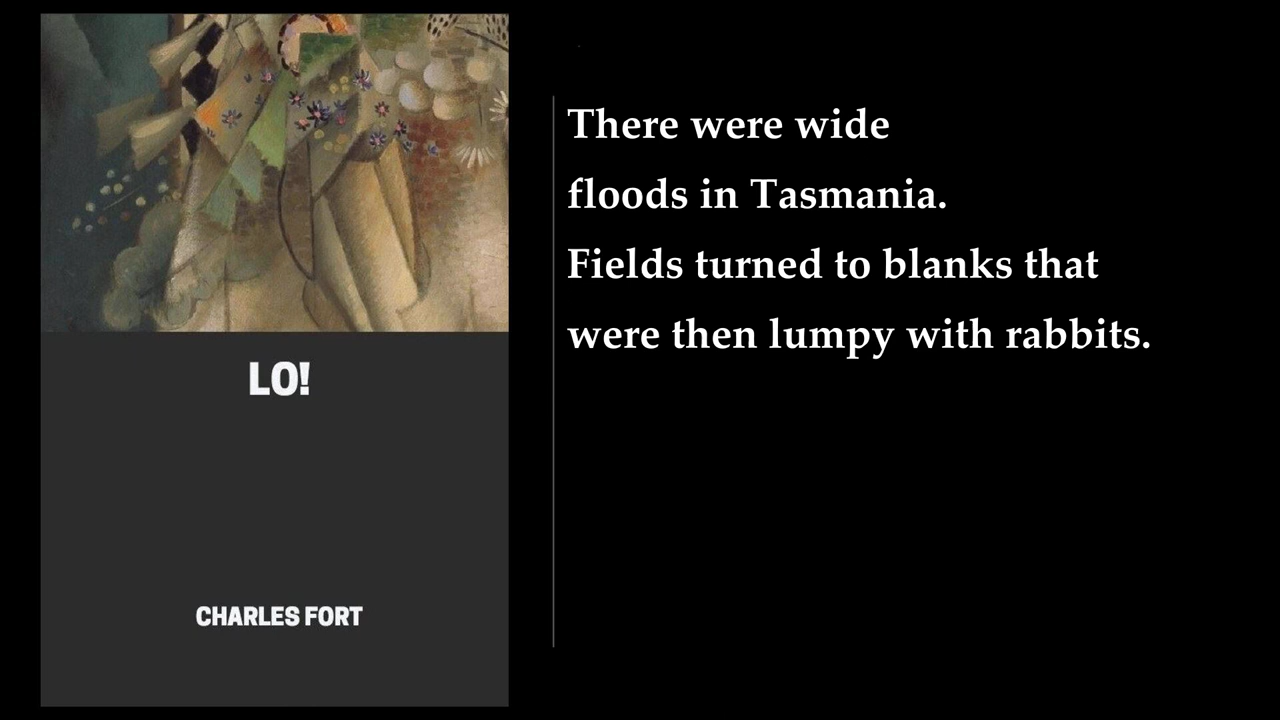 LO!
CHARLES FORT
There were wide
floods in Tasmania.
Fields turned to blanks that
were then lumpy with rabbits.